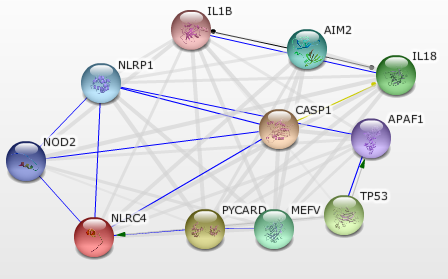 IL1B
AIM2
IL18
NLRP1
CASP1
APAF1
NOD2
TP53
NLRC4
PYCARD
MEFV